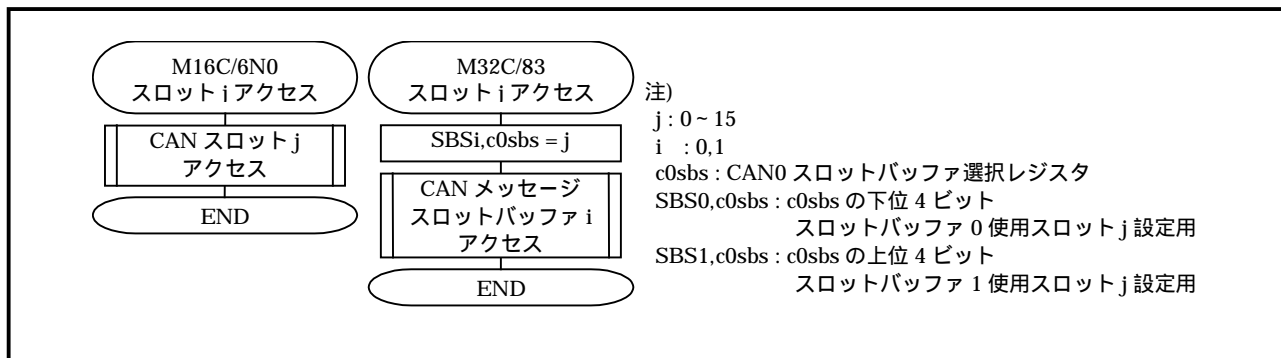 M16C/6N0
スロット j アクセス
CAN スロット j
アクセス
END
M32C/83
スロット j アクセス
SBSi,c0sbs = j
CAN メッセージ
スロットバッファ i
アクセス
END
注)
j : 0 ~ 15
i : 0,1
c0sbs : CAN0 スロットバッファ選択レジスタ
SBS0,c0sbs : c0sbs の下位 4 ビット
スロットバッファ 0 使用スロット j 設定用
SBS1,c0sbs : c0sbs の上位 4 ビット
スロットバッファ 1 使用スロット j 設定用